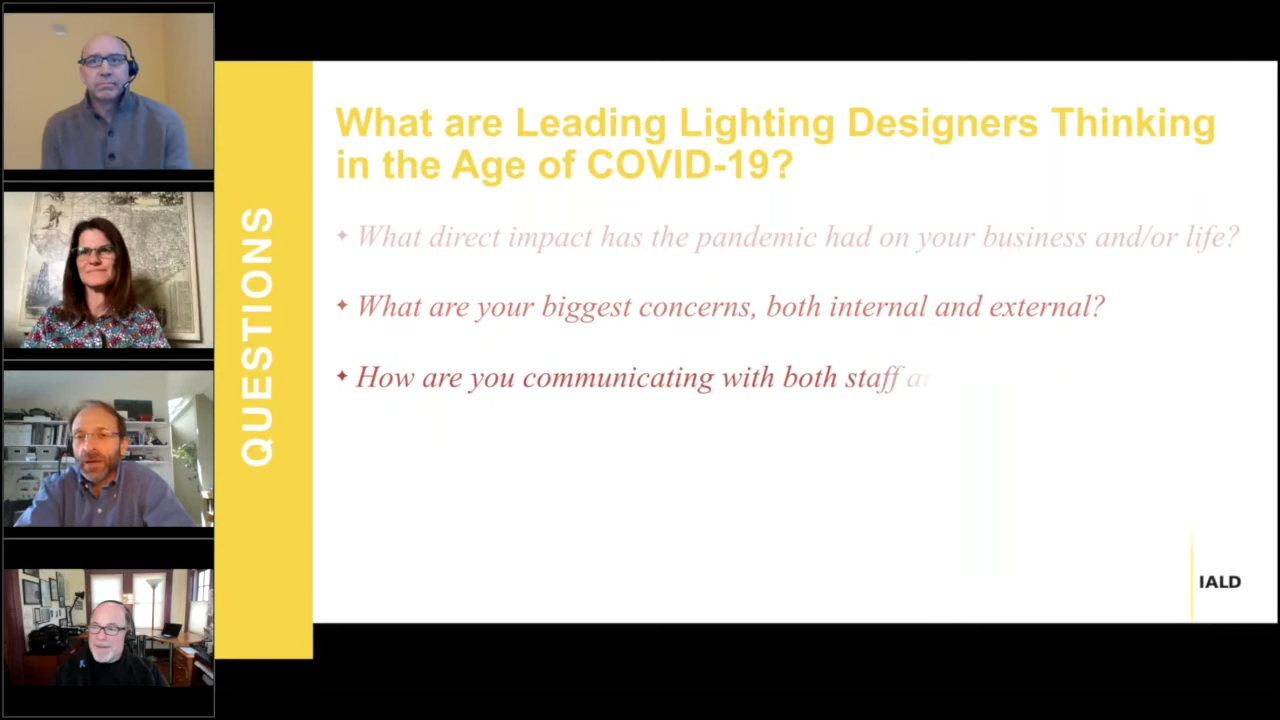 QUESTIONS
What are Leading Lighting Designers Thinking
in the Age of COVID-19?
What direct impact has the pandemic had on your business and/or life?
What are your biggest concerns, both internal and external?
How are you communicating with both staff
IALD